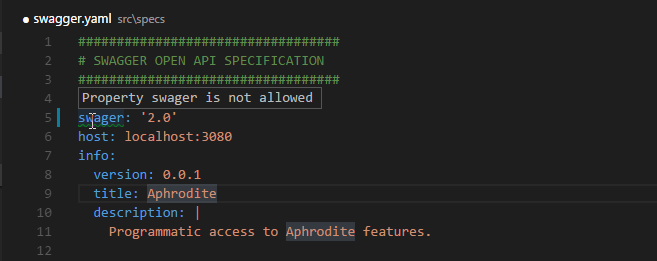 ● swagger.yaml src\specs
1 ##################################
2 # SWAGGER OPEN API SPECIFICATION
3 ##################################
4 Property swager is not allowed
5 swager: '2.0'
6 host: localhost:3080
7 info:
8 version: 0.0.1
9 title: Aphrodite
10 description: |
11 Programmatic access to Aphrodite features.
12